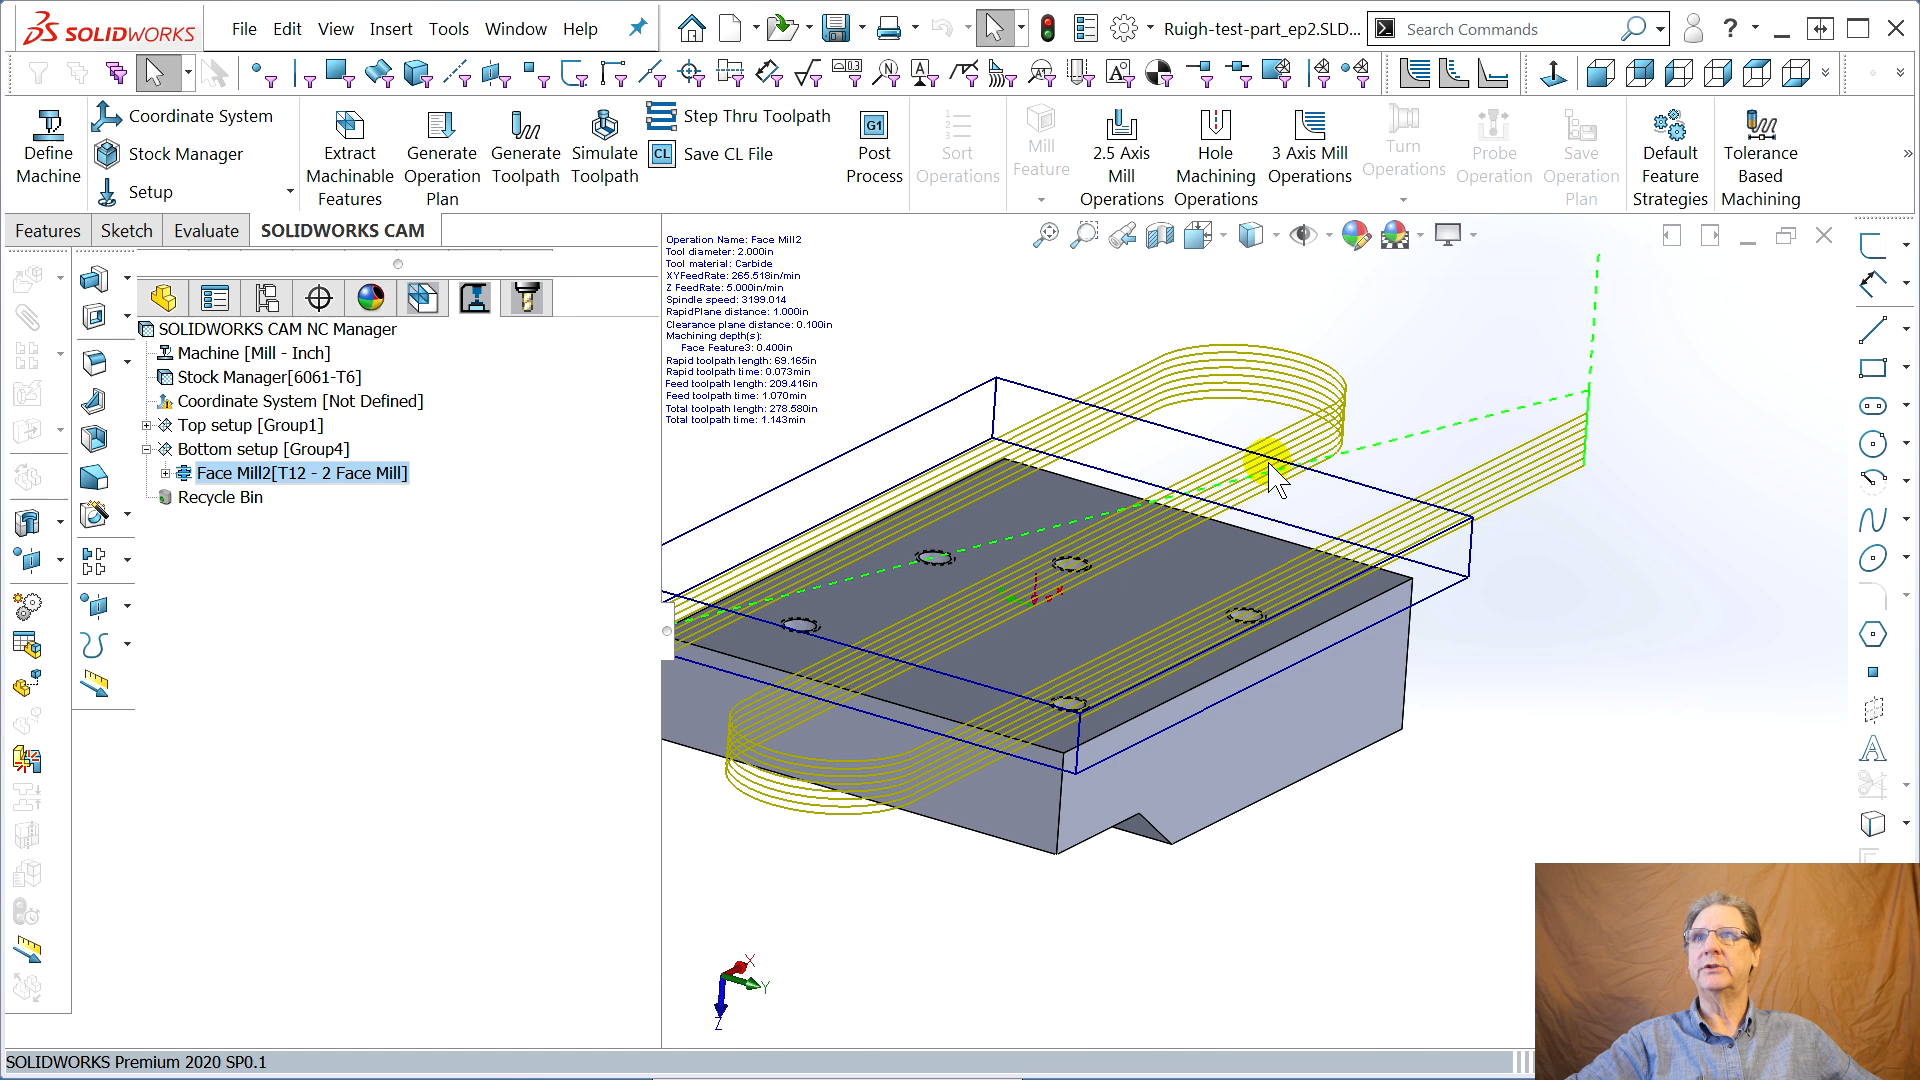 SOLIDWORKS
File Edit View Insert Tools Window Help
Ruigh-test-part_ep2.SLD...
Search Commands
Define Machine
Coordinate System
Stock Manager
Setup
Extract Machinable Features
Generate Operation Plan
Generate Toolpath
Simulate Toolpath
Step Thru Toolpath
CL Save CL File
G1 Post Process
Sort Operations
Mill Feature
2.5 Axis Mill Operations
Hole Machining Operations
3 Axis Mill Operations
Turn Operations
Probe Operation
Save Operation Plan
Default Feature Strategies
Tolerance Based Machining
Features Sketch Evaluate SOLIDWORKS CAM
SOLIDWORKS CAM NC Manager
Machine [Mill - Inch]
Stock Manager[6061-T6]
Coordinate System [Not Defined]
Top setup [Group1]
Bottom setup [Group4]
Face Mill2[T12 - 2 Face Mill]
Recycle Bin
Operation Name: Face Mill2
Tool diameter: 2.000in
Tool material: Carbide
XYFeedRate: 265.518in/min
Z FeedRate: 5.000in/min
Spindle speed: 3199.014
RapidPlane distance: 1.000in
Clearance plane distance: 0.100in
Machining depth(s):
Face Feature3: 0.400in
Rapid toolpath length: 69.165in
Rapid toolpath time: 0.073min
Feed toolpath length: 209.416in
Feed toolpath time: 1.070min
Total toolpath length: 278.580in
Total toolpath time: 1.143min
X
Y
Z
SOLIDWORKS Premium 2020 SP0.1